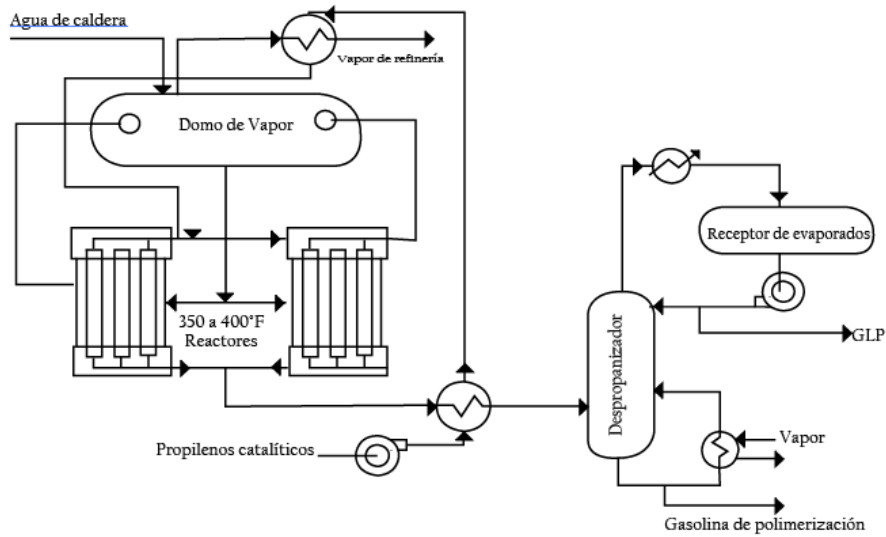 Agua de caldera
Vapor de refinería
Domo de Vapor
Receptor de evaporados
350 a 400°F
Reactores
GLP
Despropanizador
Propilenos catalíticos
Vapor
Gasolina de polimerización